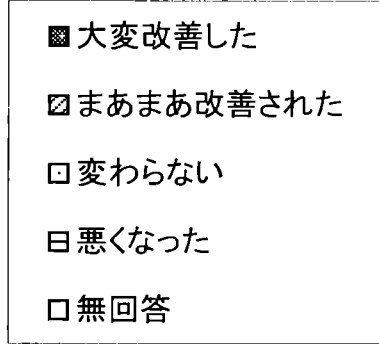 大変改善した
まあまあ改善された
変わらない
悪くなった
無回答